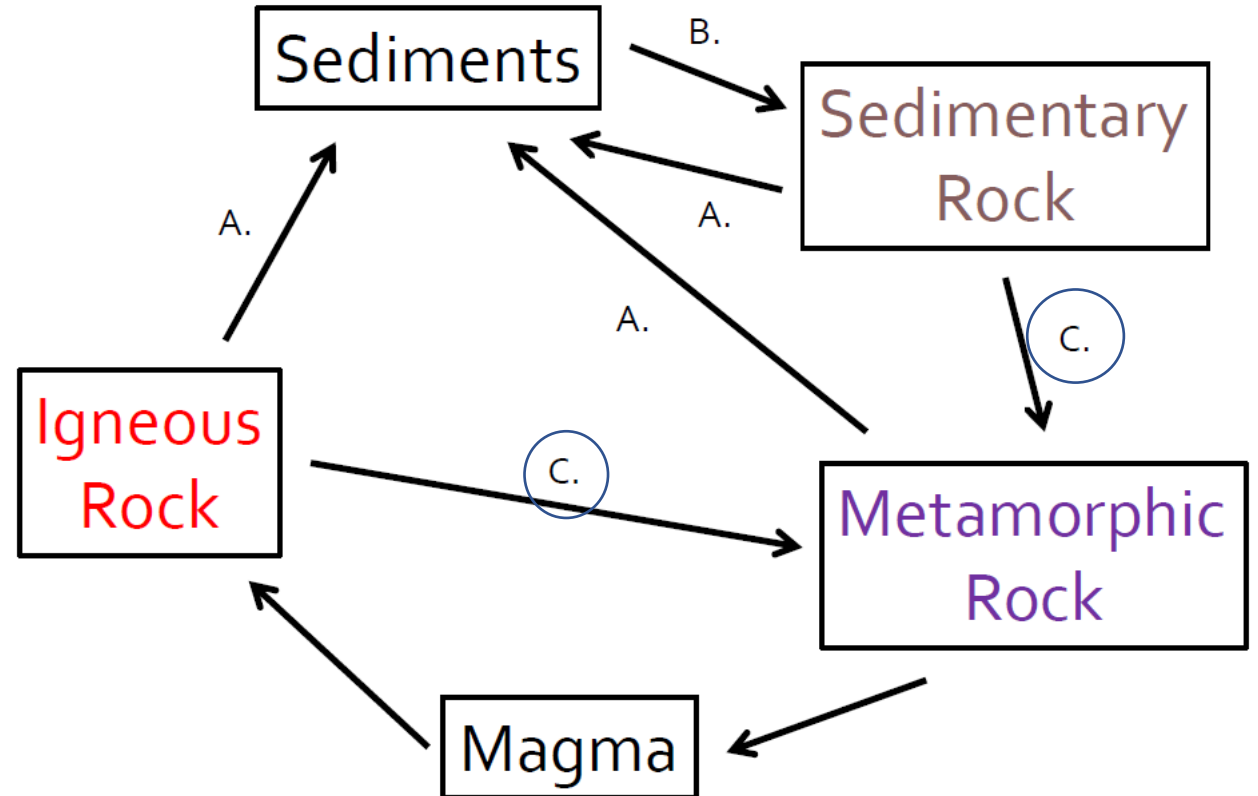 Sediments
B.
Sedimentary
Rock
A.
A.
A.
C.
Igneous
Rock
C.
Metamorphic
Rock
Magma